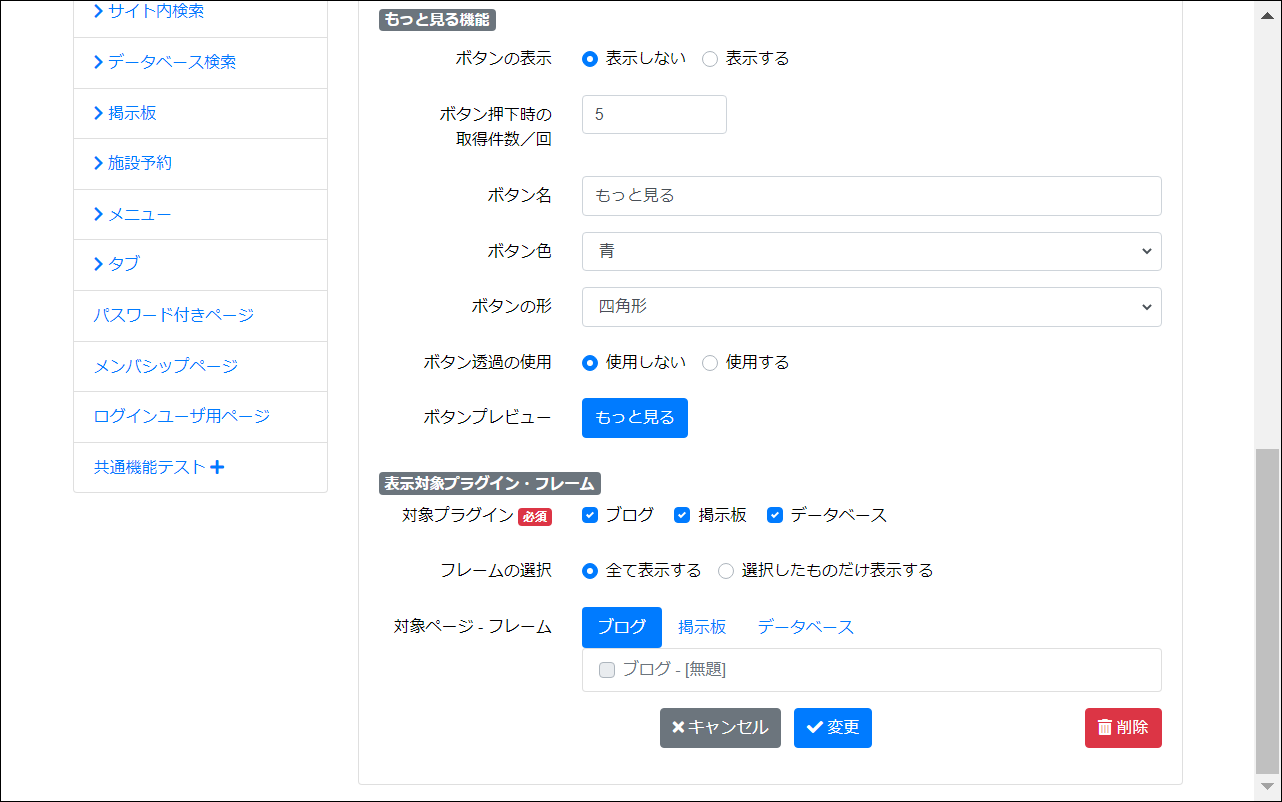 サイト内検索
データベース検索
掲示板
施設予約
メニュー
タブ
パスワード付きページ
メンバシップページ
ログインユーザ用ページ
共通機能テスト
もっと見る機能
ボタンの表示 表示しない 表示する
ボタン押下時の
取得件数／回 5
ボタン名 もっと見る
ボタン色 青
ボタンの形 四角形
ボタン透過の使用 使用しない 使用する
ボタンプレビュー もっと見る
表示対象プラグイン・フレーム
対象プラグイン 必須 ブログ 掲示板 データベース
フレームの選択 全て表示する 選択したものだけ表示する
対象ページ - フレーム ブログ 掲示板 データベース
ブログ - [無題]
キャンセル 変更 削除